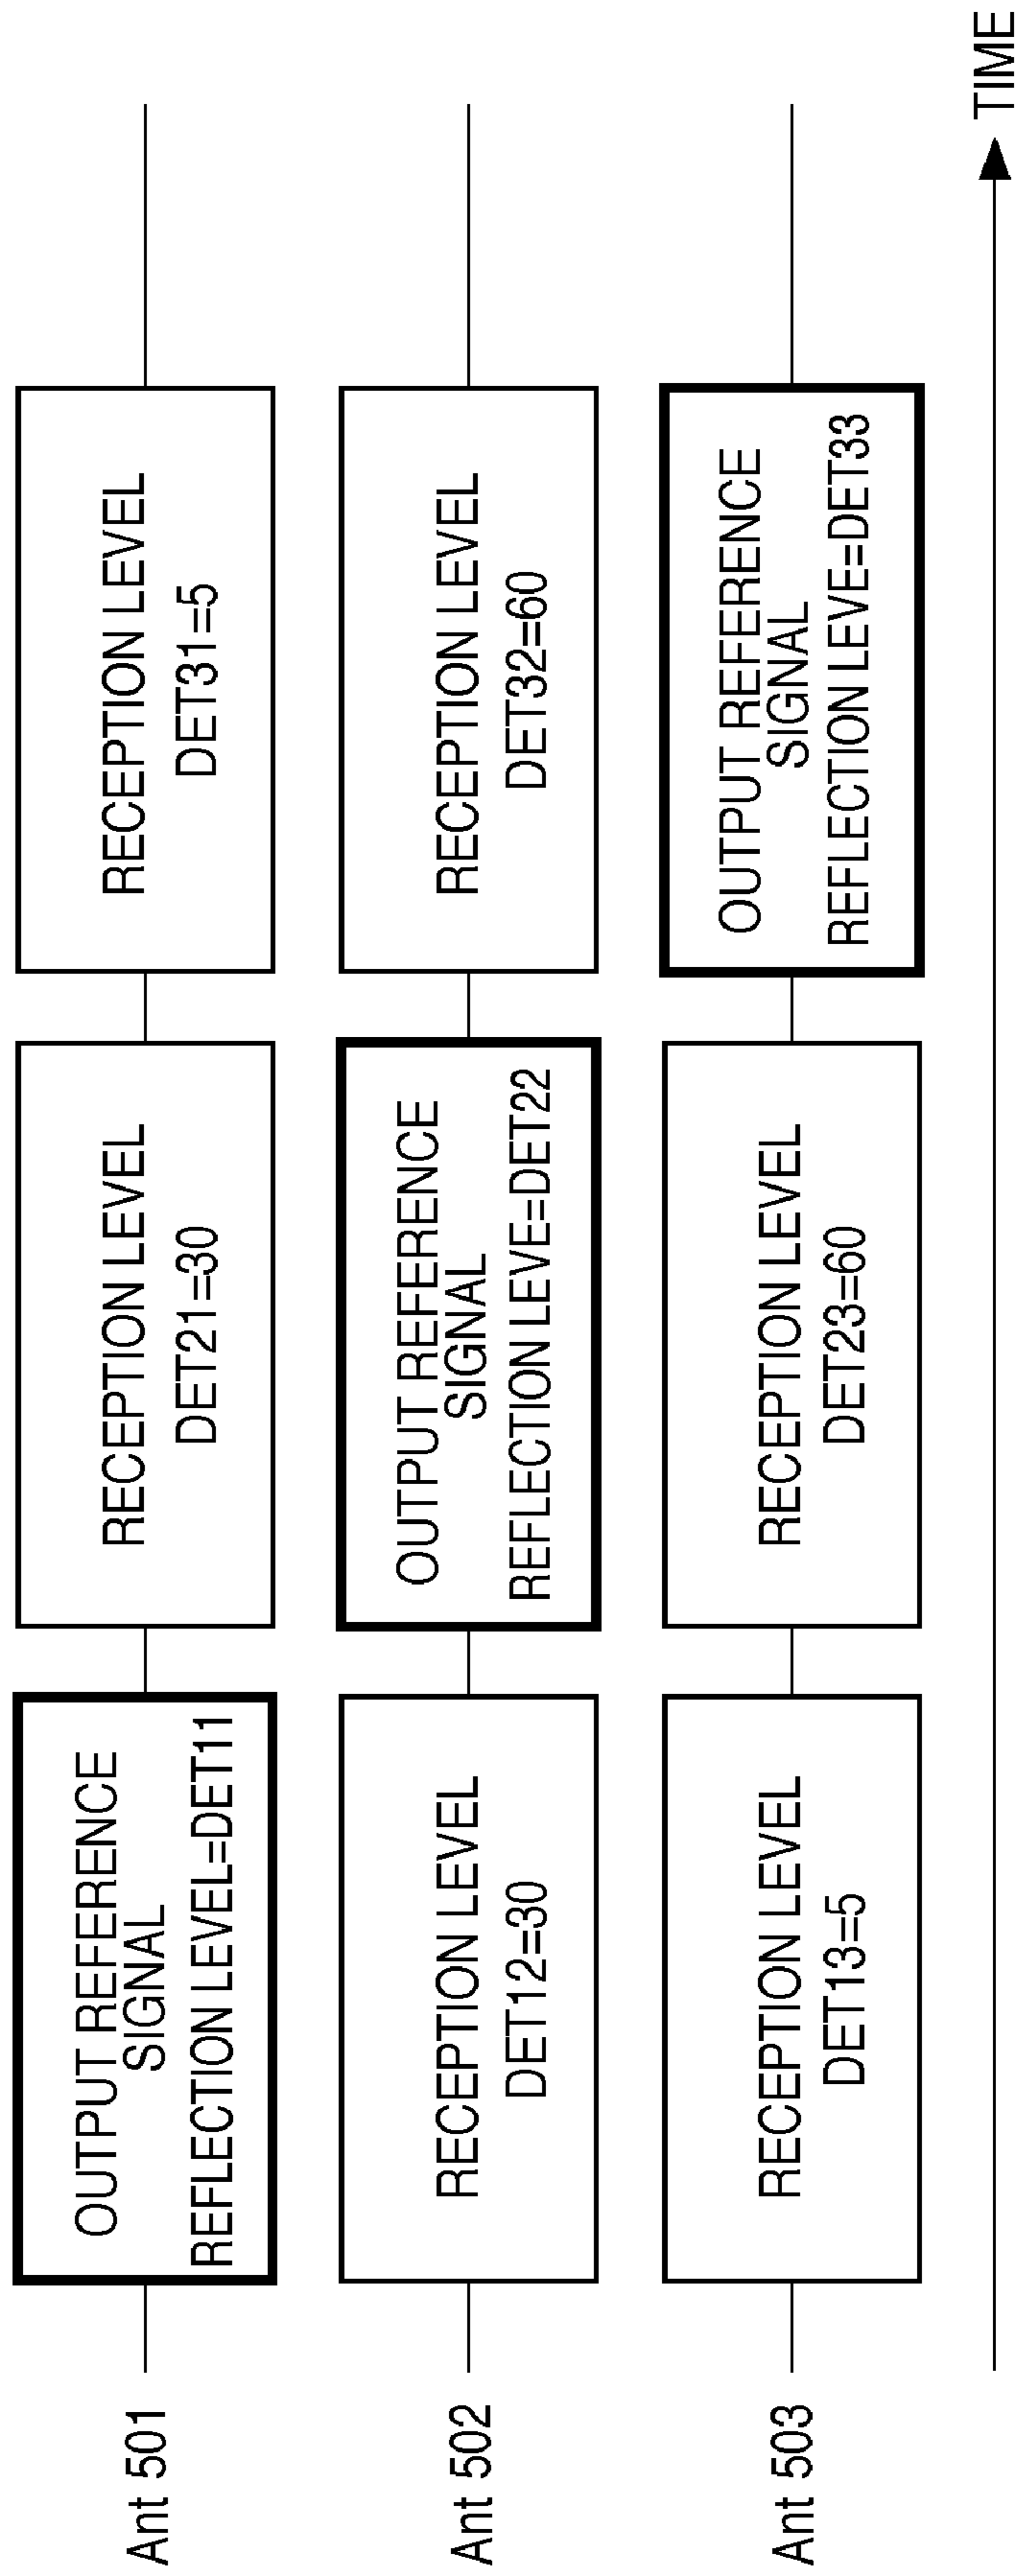 Ant 501
OUTPUT REFERENCE
SIGNAL
REFLECTION LEVEL=DET11
RECEPTION LEVEL
DET21=30
RECEPTION LEVEL
DET31=5
Ant 502
RECEPTION LEVEL
DET12=30
OUTPUT REFERENCE
SIGNAL
REFLECTION LEVE=DET22
RECEPTION LEVEL
DET32=60
Ant 503
RECEPTION LEVEL
DET13=5
RECEPTION LEVEL
DET23=60
OUTPUT REFERENCE
SIGNAL
REFLECTION LEVE=DET33
TIME